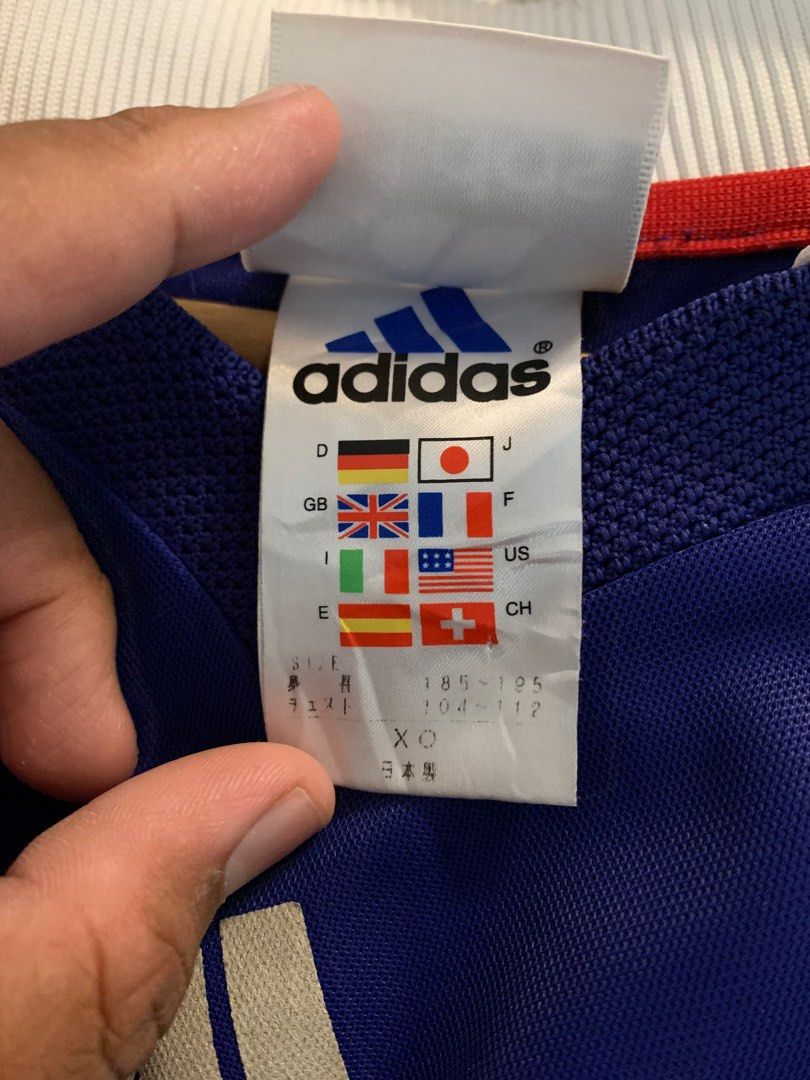 adidas®
D J
GB F
I US
E CH
SIZE
身 長 185~195
チェスト 104~112
XO
日本製